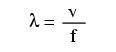 λ = v / f